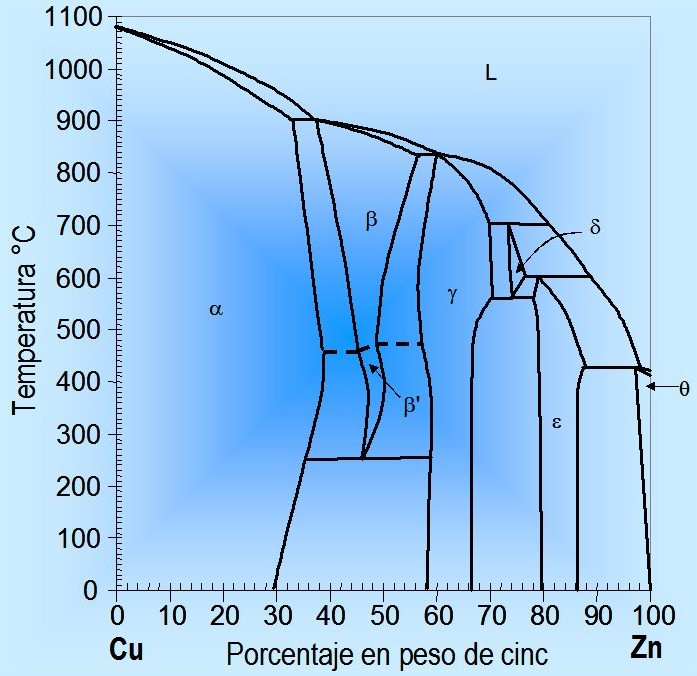 1100
1000
900
800
700
600
500
400
300
200
100
0
Temperatura °C
L
β
δ
α
γ
β'
θ
ε
0 10 20 30 40 50 60 70 80 90 100
Cu Porcentaje en peso de cinc Zn